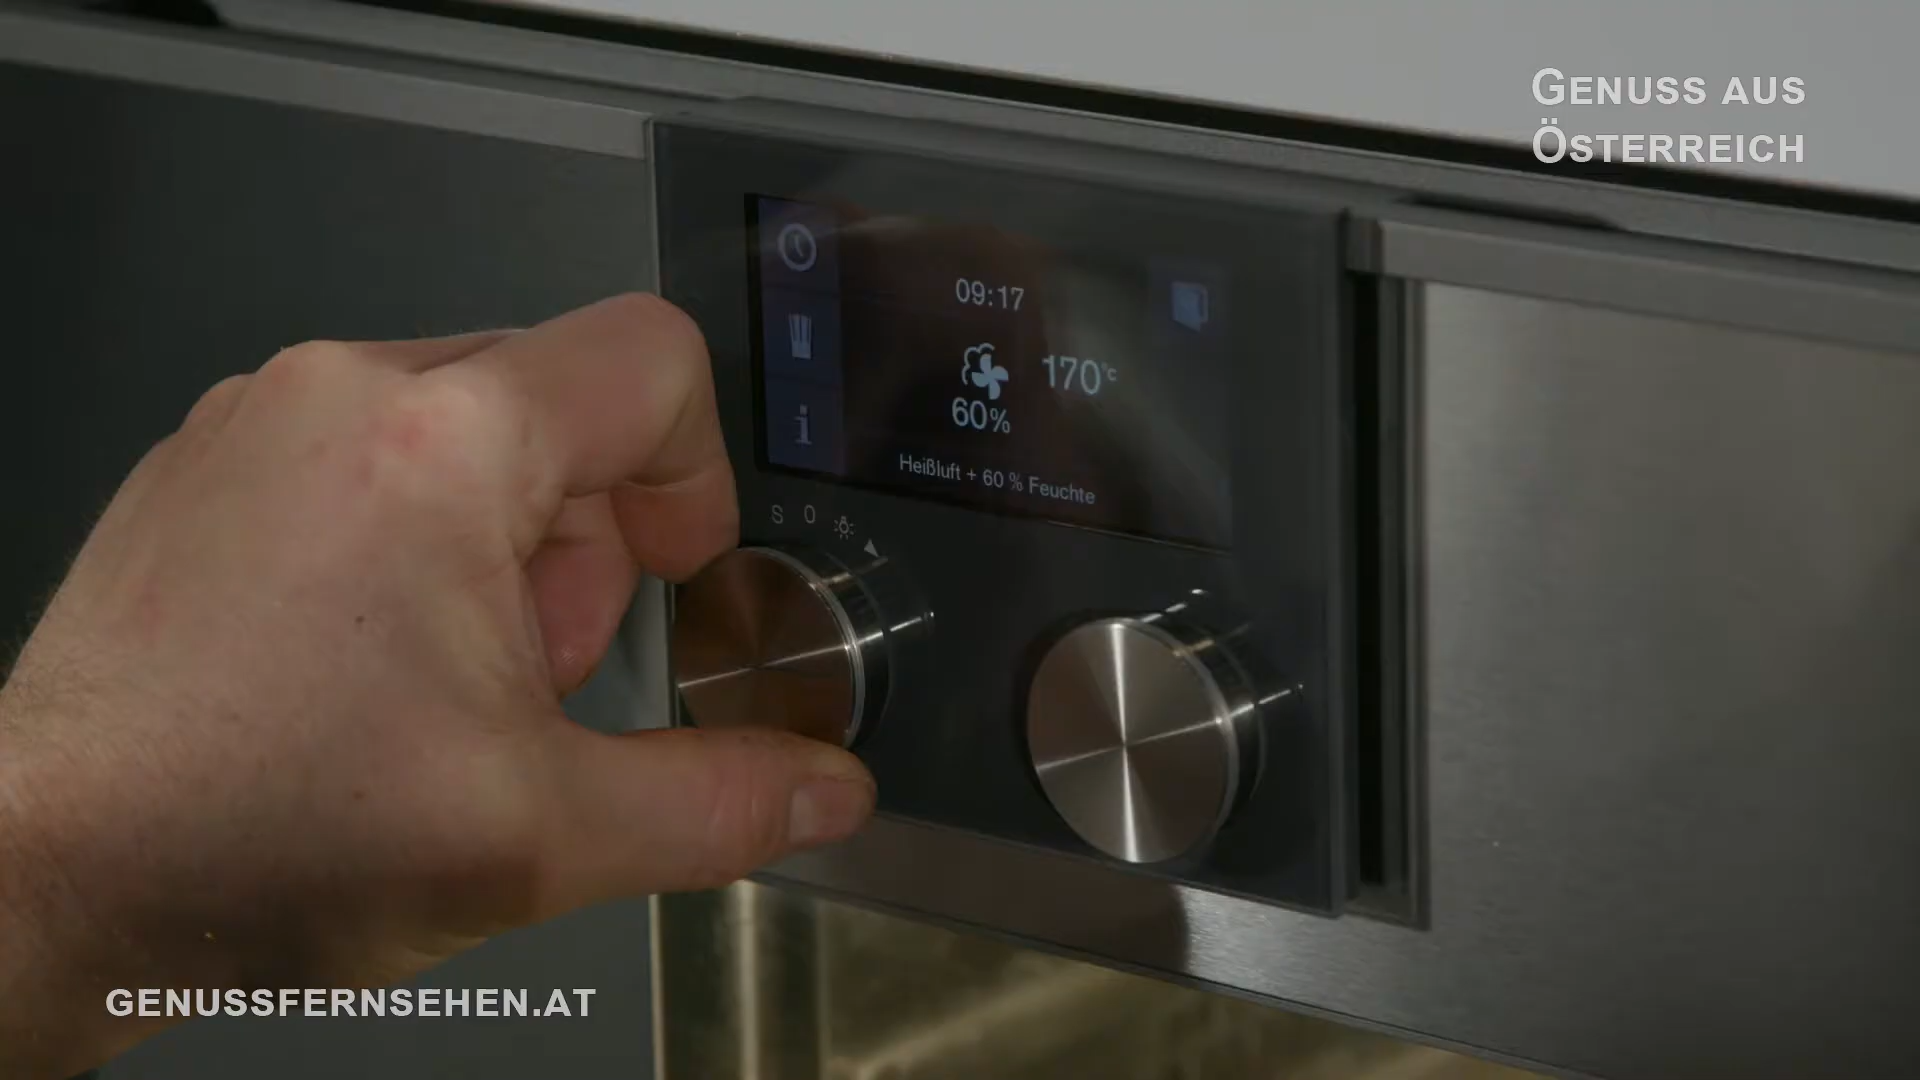 GENUSS AUS
ÖSTERREICH
09:17
170°C
60%
Heißluft + 60 % Feuchte
S 0
GENUSSFERNSEHEN.AT